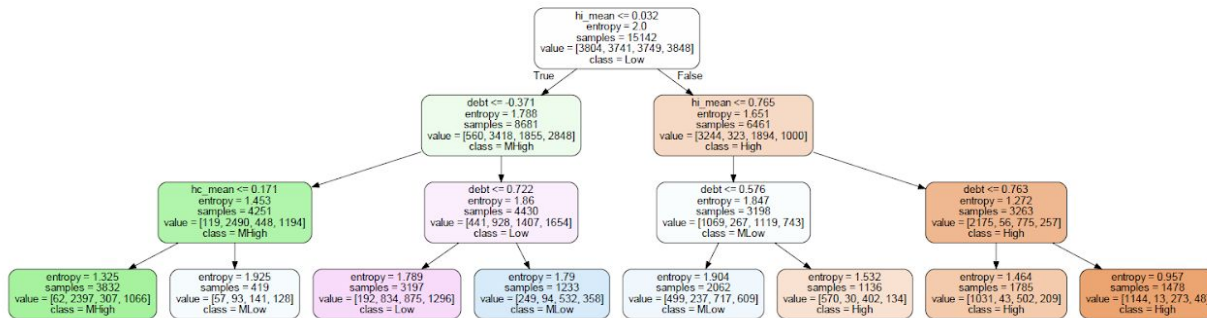 hi_mean <= 0.032
entropy = 2.0
samples = 15142
value = [3804, 3741, 3749, 3848]
class = Low
True
False
debt <= -0.371
entropy = 1.788
samples = 8681
value = [560, 3418, 1855, 2848]
class = MHigh
hi_mean <= 0.765
entropy = 1.651
samples = 6461
value = [3244, 323, 1894, 1000]
class = High
hc_mean <= 0.171
entropy = 1.453
samples = 4251
value = [119, 2490, 448, 1194]
class = MHigh
debt <= 0.722
entropy = 1.86
samples = 4430
value = [441, 928, 1407, 1654]
class = Low
debt <= 0.576
entropy = 1.847
samples = 3198
value = [1069, 267, 1119, 743]
class = MLow
debt <= 0.763
entropy = 1.272
samples = 3263
value = [2175, 56, 775, 257]
class = High
entropy = 1.325
samples = 3832
value = [62, 2397, 307, 1066]
class = MHigh
entropy = 1.925
samples = 419
value = [57, 93, 141, 128]
class = MLow
entropy = 1.789
samples = 3197
value = [192, 834, 875, 1296]
class = Low
entropy = 1.79
samples = 1233
value = [249, 94, 532, 358]
class = MLow
entropy = 1.904
samples = 2062
value = [499, 237, 717, 609]
class = MLow
entropy = 1.532
samples = 1136
value = [570, 30, 402, 134]
class = High
entropy = 1.464
samples = 1785
value = [1031, 43, 502, 209]
class = High
entropy = 0.957
samples = 1478
value = [1144, 13, 273, 48]
class = High